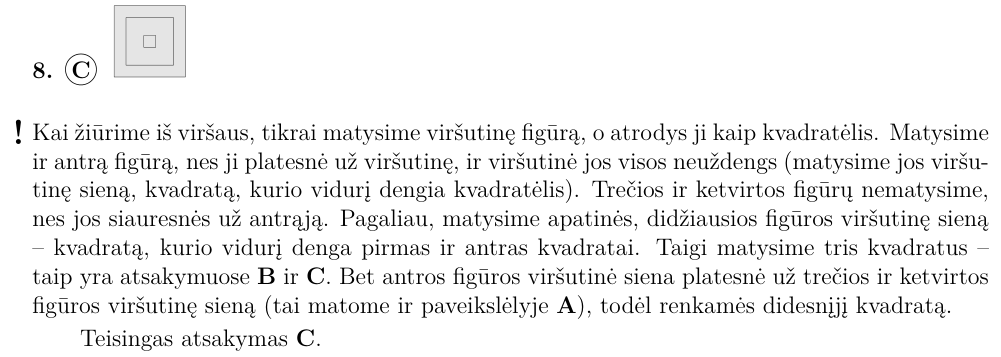 8. C
! Kai žiūrime iš viršaus, tikrai matysime viršutinę figūrą, o atrodys ji kaip kvadratėlis. Matysime
ir antrą figūrą, nes ji platesnė už viršutinę, ir viršutinė jos visos neuždengs (matysime jos viršu-
tinę sieną, kvadratą, kurio vidurį dengia kvadratėlis). Trečios ir ketvirtos figūrų nematysime,
nes jos siauresnės už antrąją. Pagaliau, matysime apatinės, didžiausios figūros viršutinę sieną
– kvadratą, kurio vidurį denga pirmas ir antras kvadratai. Taigi matysime tris kvadratus –
taip yra atsakymuose B ir C. Bet antros figūros viršutinė siena platesnė už trečios ir ketvirtos
figūros viršutinę sieną (tai matome ir paveikslėlyje A), todėl renkamės didesnįjį kvadratą.
Teisingas atsakymas C.